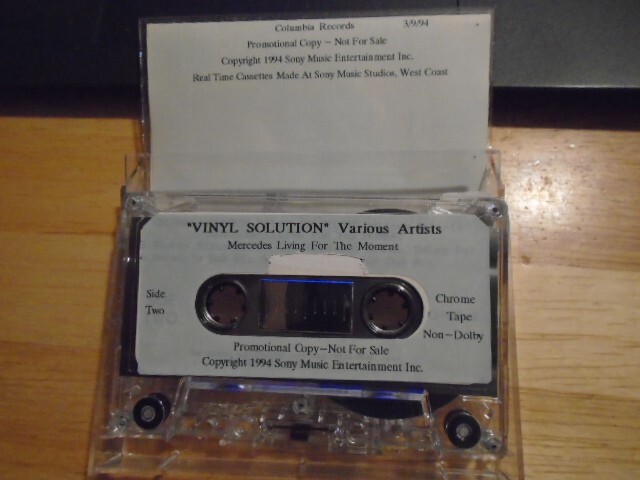 Columbia Records 3/9/94
Promotional Copy - Not For Sale
Copyright 1994 Sony Music Entertainment Inc.
Real Time Cassettes Made At Sony Music Studios, West Coast
"VINYL SOLUTION" Various Artists
Mercedes Living For The Moment
Side
Two
Chrome
Tape
Non-Dolby
Promotional Copy-Not For Sale
Copyright 1994 Sony Music Entertainment Inc.